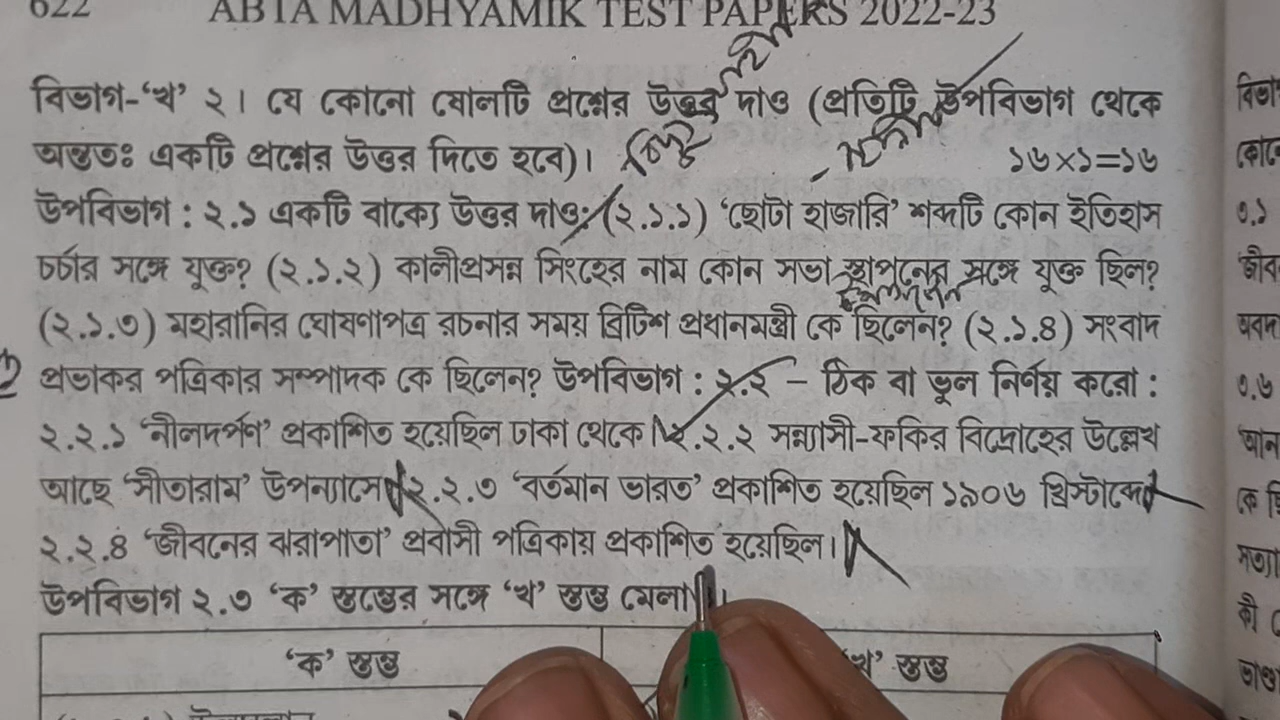 622 ABTA MADHYAMIK TEST PAPERS 2022-23
বিভাগ-‘খ’ ২। যে কোনো ষোলটি প্রশ্নের উত্তর দাও (প্রতিটি উপবিভাগ থেকে
অন্ততঃ একটি প্রশ্নের উত্তর দিতে হবে)। ১৬×১=১৬
উপবিভাগ : ২.১ একটি বাক্যে উত্তর দাও: (২.১.১) ‘ছোটা হাজারি’ শব্দটি কোন ইতিহাস
চর্চার সঙ্গে যুক্ত? (২.১.২) কালীপ্রসন্ন সিংহের নাম কোন সভা স্থাপনের সঙ্গে যুক্ত ছিল?
(২.১.৩) মহারানির ঘোষণাপত্র রচনার সময় ব্রিটিশ প্রধানমন্ত্রী কে ছিলেন? (২.১.৪) সংবাদ
প্রভাকর পত্রিকার সম্পাদক কে ছিলেন? উপবিভাগ : ২.২ – ঠিক বা ভুল নির্ণয় করো :
২.২.১ ‘নীলদর্পণ’ প্রকাশিত হয়েছিল ঢাকা থেকে। ২.২.২ সন্ন্যাসী-ফকির বিদ্রোহের উল্লেখ
আছে ‘সীতারাম’ উপন্যাসে। ২.২.৩ ‘বর্তমান ভারত’ প্রকাশিত হয়েছিল ১৯০৬ খ্রিস্টাব্দে।
২.২.৪ ‘জীবনের ঝরাপাতা’ প্রবাসী পত্রিকায় প্রকাশিত হয়েছিল।
উপবিভাগ ২.৩ ‘ক’ স্তম্ভের সঙ্গে ‘খ’ স্তম্ভ মেলা
‘ক’ স্তম্ভ ‘খ’ স্তম্ভ